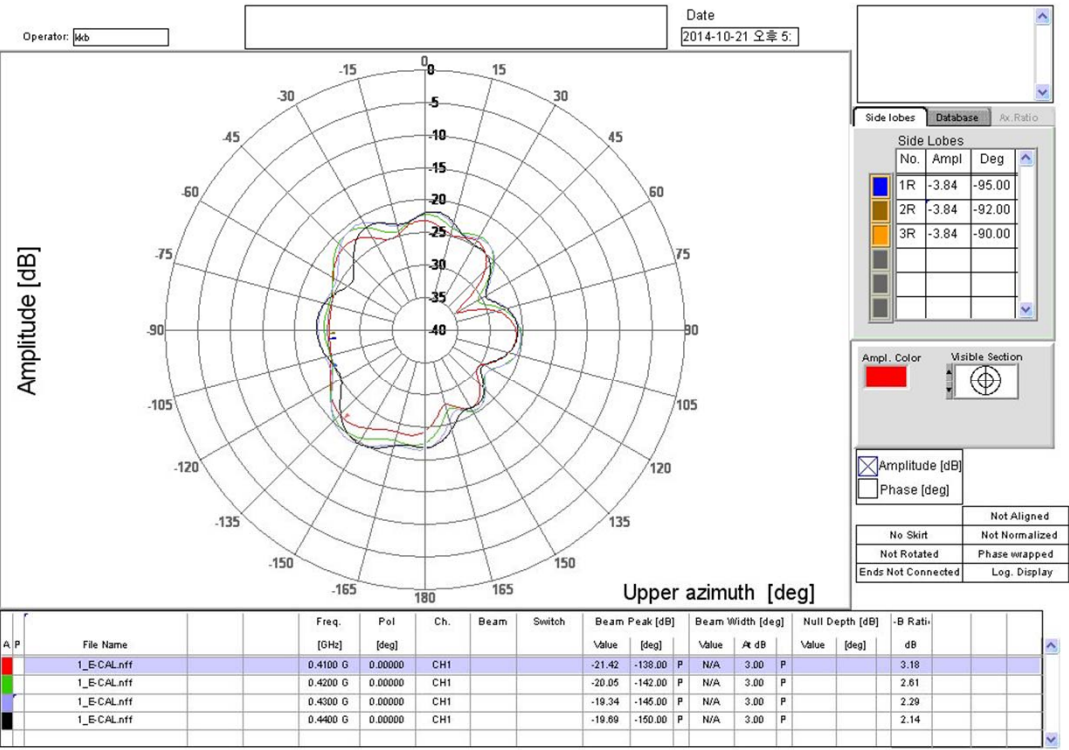 Date
Operator: kkb
2014-10-21 오후 5:
0
-15
15
0
-30
30
-5
-45
45
-10
-15
-60
60
-20
-25
-75
75
-30
-35
-90
-40
90
-105
105
-120
120
-135
135
-150
150
-165
165
180
Amplitude [dB]
Upper azimuth [deg]
Side lobes Database Ax.Ratio
Side Lobes
No. Ampl Deg
1R -3.84 -95.00
2R -3.84 -92.00
3R -3.84 -90.00
Ampl. Color Visible Section
Amplitude [dB]
Phase [deg]
Not Aligned
No Skirt Not Normalized
Not Rotated Phase wrapped
Ends Not Connected Log. Display
Freq. Pol Ch. Beam Switch Beam Peak [dB] Beam Width [deg] Null Depth [dB] -B Rati
A P File Name [GHz] [deg] Value [deg] Value At dB Value [deg] dB
1_E-CAL.nff 0.4100 G 0.00000 CH1 -21.42 -138.00 P N/A 3.00 P 3.18
1_E-CAL.nff 0.4200 G 0.00000 CH1 -20.05 -142.00 P N/A 3.00 P 2.61
1_E-CAL.nff 0.4300 G 0.00000 CH1 -19.34 -145.00 P N/A 3.00 P 2.29
1_E-CAL.nff 0.4400 G 0.00000 CH1 -19.69 -150.00 P N/A 3.00 P 2.14